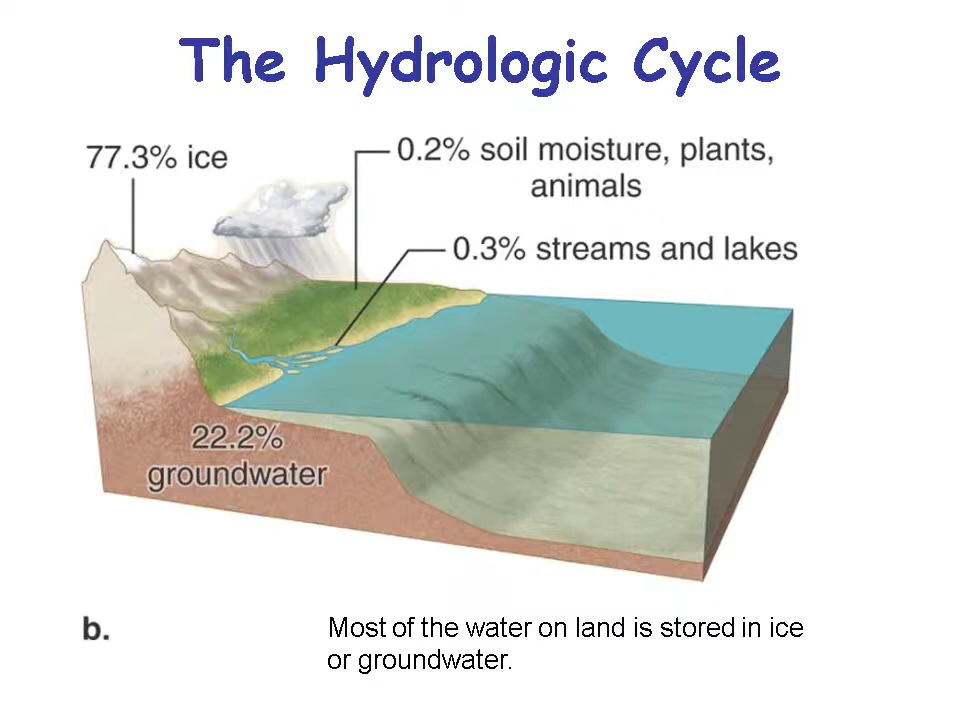 The Hydrologic Cycle
77.3% ice
0.2% soil moisture, plants,
animals
0.3% streams and lakes
22.2%
groundwater
b.
Most of the water on land is stored in ice
or groundwater.